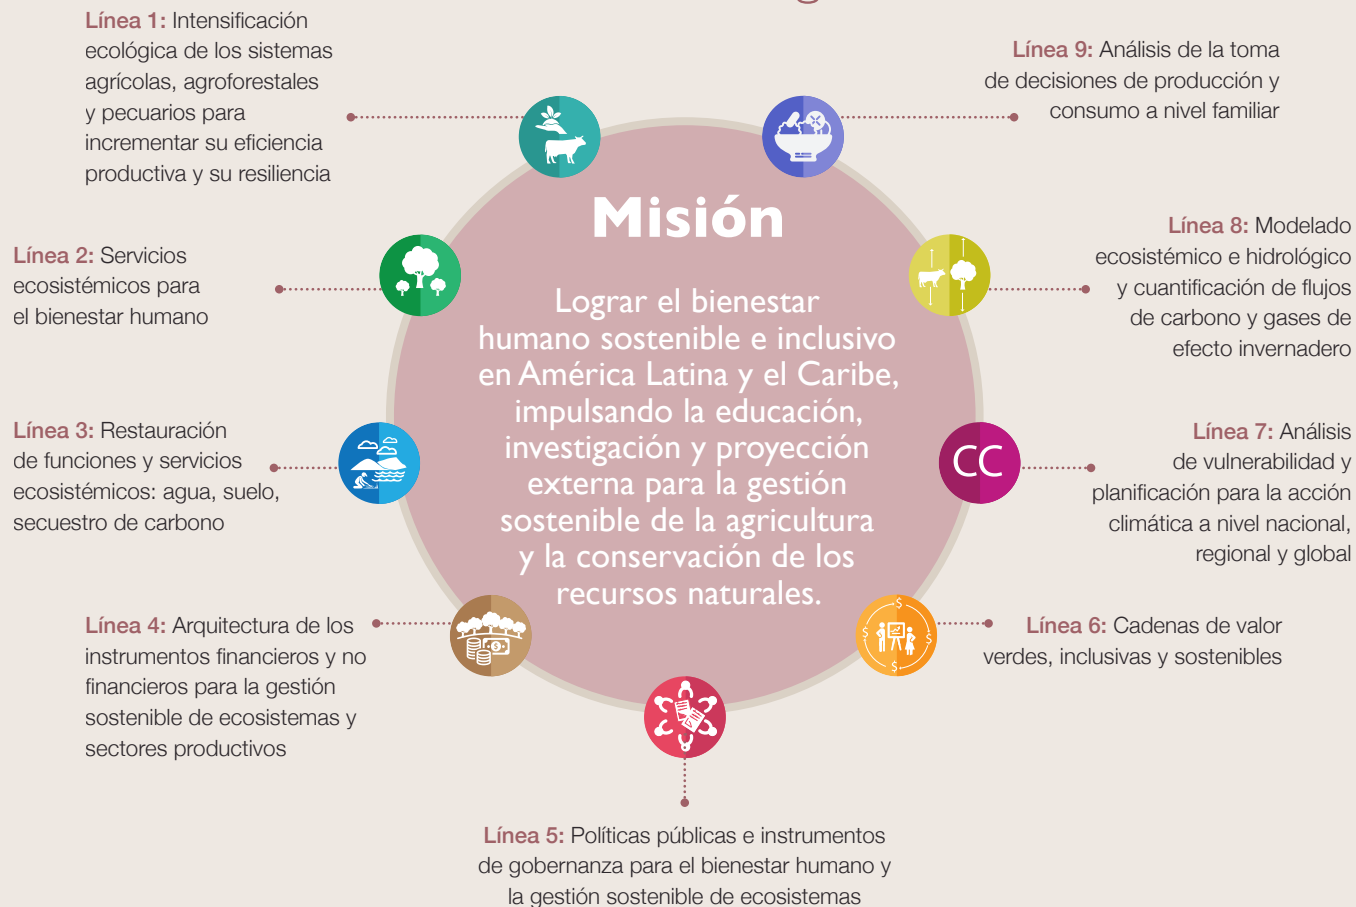 Línea 1: Intensificación
ecológica de los sistemas
agrícolas, agroforestales
y pecuarios para
incrementar su eficiencia
productiva y su resiliencia
Línea 2: Servicios
ecosistémicos para
el bienestar humano
Línea 3: Restauración
de funciones y servicios
ecosistémicos: agua, suelo,
secuestro de carbono
Línea 4: Arquitectura de los
instrumentos financieros y no
financieros para la gestión
sostenible de ecosistemas y
sectores productivos
Línea 5: Políticas públicas e instrumentos
de gobernanza para el bienestar humano y
la gestión sostenible de ecosistemas
Línea 6: Cadenas de valor
verdes, inclusivas y sostenibles
Línea 7: Análisis
de vulnerabilidad y
planificación para la acción
climática a nivel nacional,
regional y global
CC
Línea 8: Modelado
ecosistémico e hidrológico
y cuantificación de flujos
de carbono y gases de
efecto invernadero
Línea 9: Análisis de la toma
de decisiones de producción y
consumo a nivel familiar
Misión
Lograr el bienestar
humano sostenible e inclusivo
en América Latina y el Caribe,
impulsando la educación,
investigación y proyección
externa para la gestión
sostenible de la agricultura
y la conservación de los
recursos naturales.